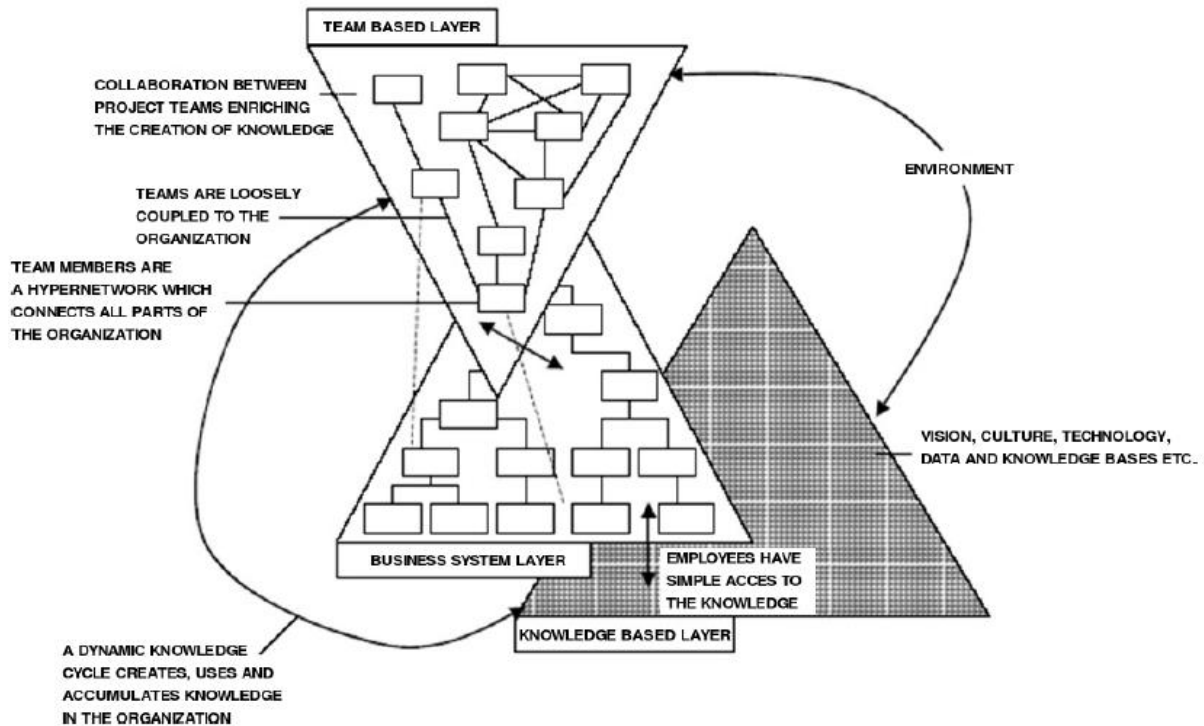 TEAM BASED LAYER
COLLABORATION BETWEEN
PROJECT TEAMS ENRICHING
THE CREATION OF KNOWLEDGE
ENVIRONMENT
TEAMS ARE LOOSELY
COUPLED TO THE
ORGANIZATION
TEAM MEMBERS ARE
A HYPERNETWORK WHICH
CONNECTS ALL PARTS OF
THE ORGANIZATION
VISION, CULTURE, TECHNOLOGY,
DATA AND KNOWLEDGE BASES ETC.
BUSINESS SYSTEM LAYER
EMPLOYEES HAVE
SIMPLE ACCES TO
THE KNOWLEDGE
KNOWLEDGE BASED LAYER
A DYNAMIC KNOWLEDGE
CYCLE CREATES, USES AND
ACCUMULATES KNOWLEDGE
IN THE ORGANIZATION